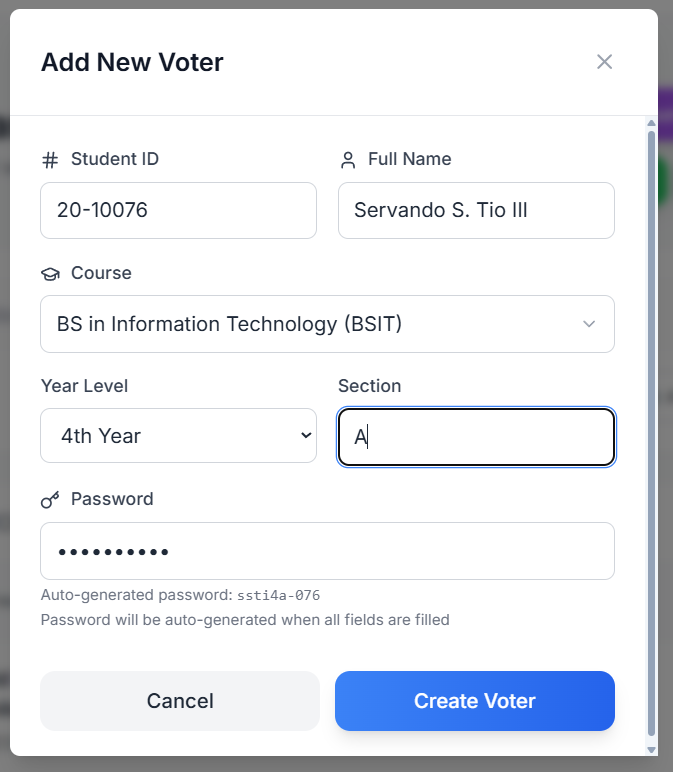 Add New Voter
Student ID
Full Name
20-10076
Servando S. Tio III
Course
BS in Information Technology (BSIT)
Year Level
Section
4th Year
A
Password
••••••••••
Auto-generated password: ssti4a-076
Password will be auto-generated when all fields are filled
Cancel
Create Voter